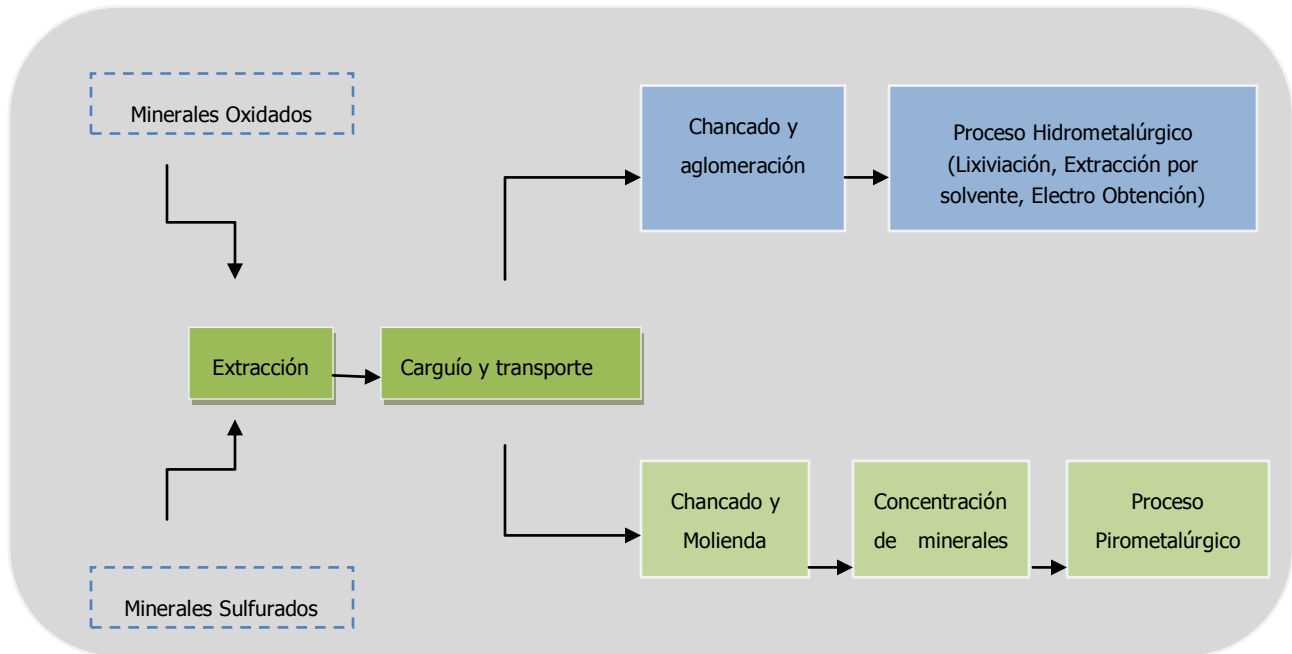 Minerales Oxidados
Chancado y
aglomeración
Proceso Hidrometalúrgico
(Lixiviación, Extracción por
solvente, Electro Obtención)
Extracción
Carguío y transporte
Chancado y
Molienda
Concentración
de minerales
Proceso
Pirometalúrgico
Minerales Sulfurados